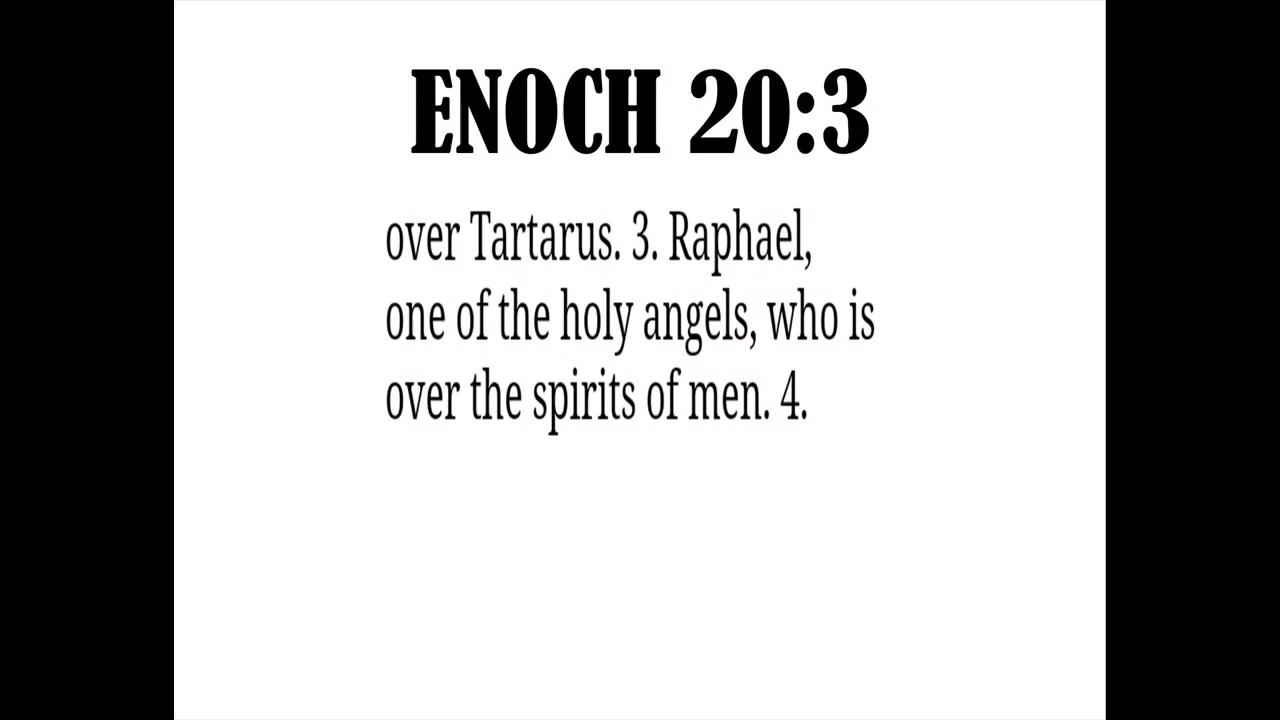 ENOCH 20:3
over Tartarus. 3. Raphael,
one of the holy angels, who is
over the spirits of men. 4.